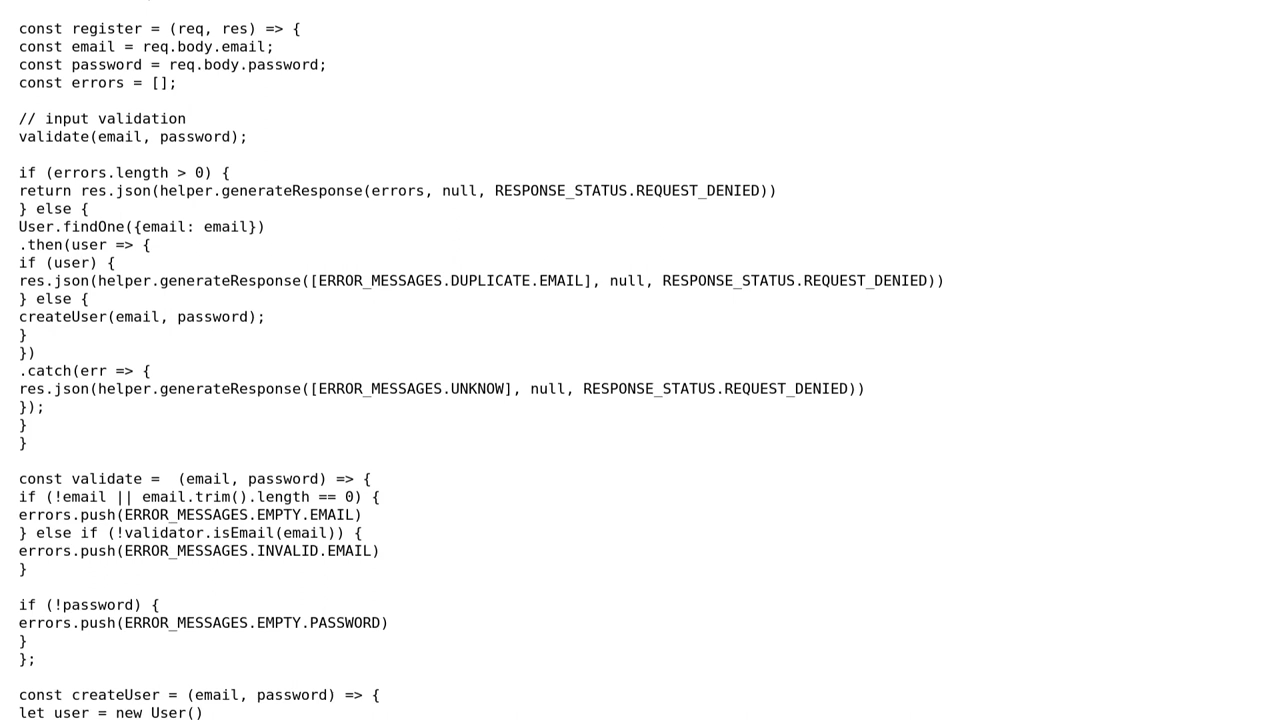 const register = (req, res) => {
const email = req.body.email;
const password = req.body.password;
const errors = [];
// input validation
validate(email, password);
if (errors.length > 0) {
return res.json(helper.generateResponse(errors, null, RESPONSE_STATUS.REQUEST_DENIED))
} else {
User.findOne({email: email})
.then(user => {
if (user) {
res.json(helper.generateResponse([ERROR_MESSAGES.DUPLICATE.EMAIL], null, RESPONSE_STATUS.REQUEST_DENIED))
} else {
createUser(email, password);
}
})
.catch(err => {
res.json(helper.generateResponse([ERROR_MESSAGES.UNKNOW], null, RESPONSE_STATUS.REQUEST_DENIED))
});
}
}
const validate =  (email, password) => {
if (!email || email.trim().length == 0) {
errors.push(ERROR_MESSAGES.EMPTY.EMAIL)
} else if (!validator.isEmail(email)) {
errors.push(ERROR_MESSAGES.INVALID.EMAIL)
}
if (!password) {
errors.push(ERROR_MESSAGES.EMPTY.PASSWORD)
}
};
const createUser = (email, password) => {
let user = new User()